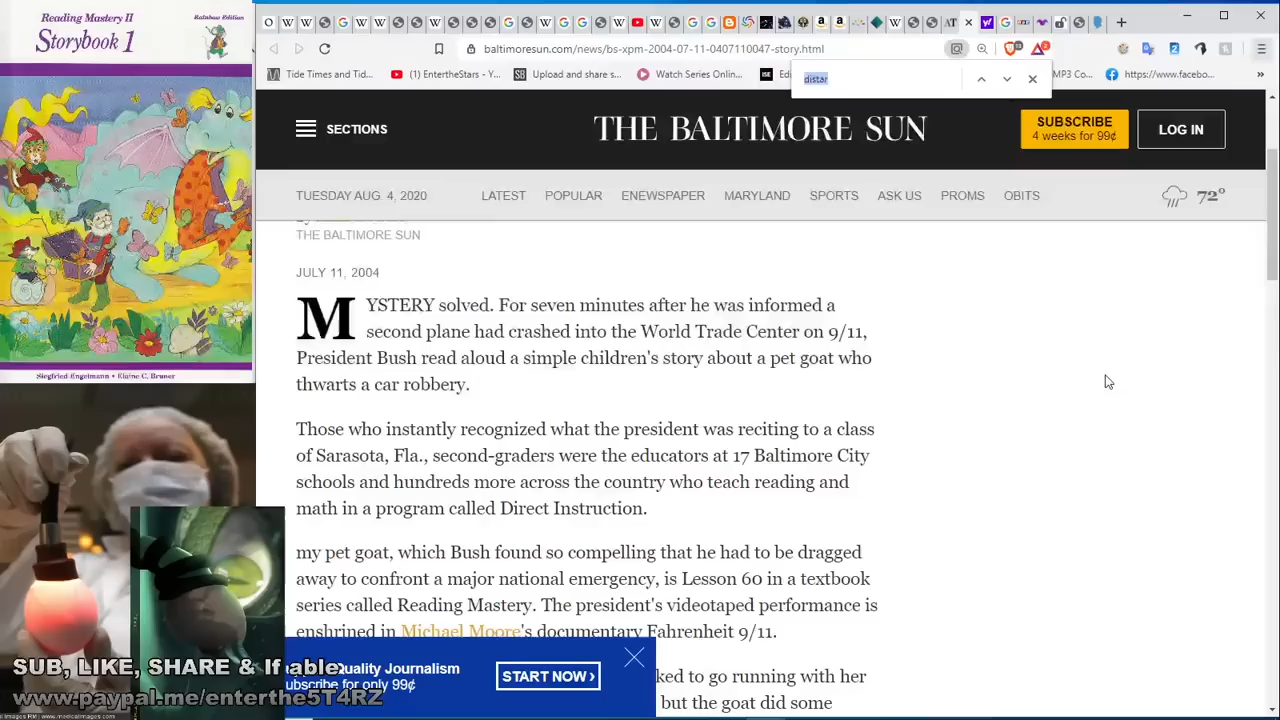 Reading Mastery II
Rainbow Edition
Storybook 1
Siegfried Engelmann • Elaine C. Bruner
baltimoresun.com/news/bs-xpm-2004-07-11-0407110047-story.html
Tide Times and Tid...
(1) EntertheStars - Y...
Upload and share s...
Watch Series Online...
MP3 Co...
https://www.facebo...
distar
SECTIONS
THE BALTIMORE SUN
SUBSCRIBE
4 weeks for 99¢
LOG IN
TUESDAY AUG 4, 2020
LATEST
POPULAR
ENEWSPAPER
MARYLAND
SPORTS
ASK US
PROMS
OBITS
72°
THE BALTIMORE SUN
JULY 11, 2004
MYSTERY solved. For seven minutes after he was informed a
second plane had crashed into the World Trade Center on 9/11,
President Bush read aloud a simple children's story about a pet goat who
thwarts a car robbery.
Those who instantly recognized what the president was reciting to a class
of Sarasota, Fla., second-graders were the educators at 17 Baltimore City
schools and hundreds more across the country who teach reading and
math in a program called Direct Instruction.
my pet goat, which Bush found so compelling that he had to be dragged
away to confront a major national emergency, is Lesson 60 in a textbook
series called Reading Mastery. The president's videotaped performance is
enshrined in Michael Moore's documentary Fahrenheit 9/11.
ked to go running with her
but the goat did some
Quality Journalism
ubscribe for only 99¢
START NOW ›
SUB, LIKE, SHARE & If able:
www.paypal.me/enterthe5T4RZ